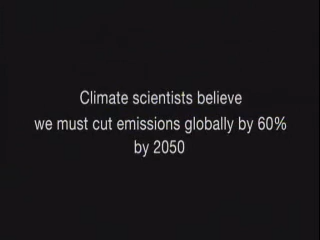 Climate scientists believe
we must cut emissions globally by 60%
by 2050